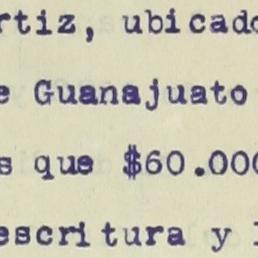 rtiz, ubicado
e Guanajuato
s que $60.000
escritura y